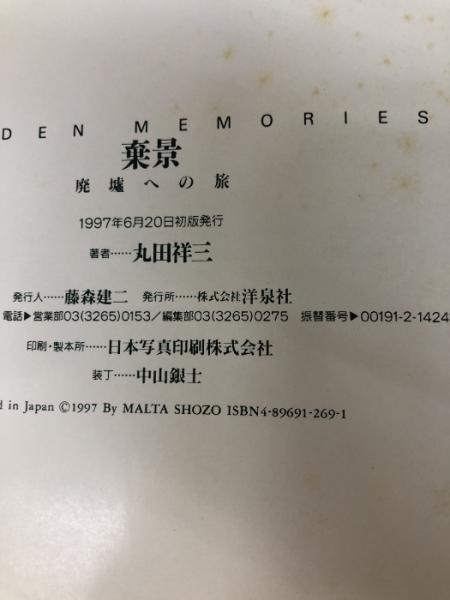 DEN MEMORIES
棄景
廃墟への旅
1997年6月20日初版発行
著者……丸田祥三
発行人……藤森建二 発行所……株式会社洋泉社
電話▶営業部03(3265)0153/編集部03(3265)0275 振替番号▶00191-2-1424
印刷・製本所……日本写真印刷株式会社
装丁……中山銀士
d in Japan ©1997 By MALTA SHOZO ISBN4-89691-269-1